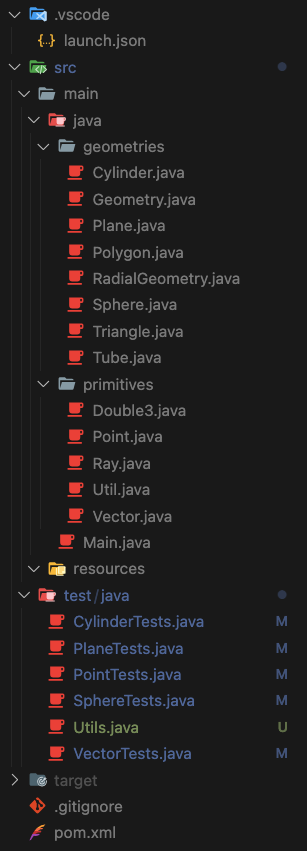 .vscode
launch.json
src
main
java
geometries
Cylinder.java
Geometry.java
Plane.java
Polygon.java
RadialGeometry.java
Sphere.java
Triangle.java
Tube.java
primitives
Double3.java
Point.java
Ray.java
Util.java
Vector.java
Main.java
resources
test/java
CylinderTests.java M
PlaneTests.java M
PointTests.java M
SphereTests.java M
Utils.java U
VectorTests.java M
target
.gitignore
pom.xml